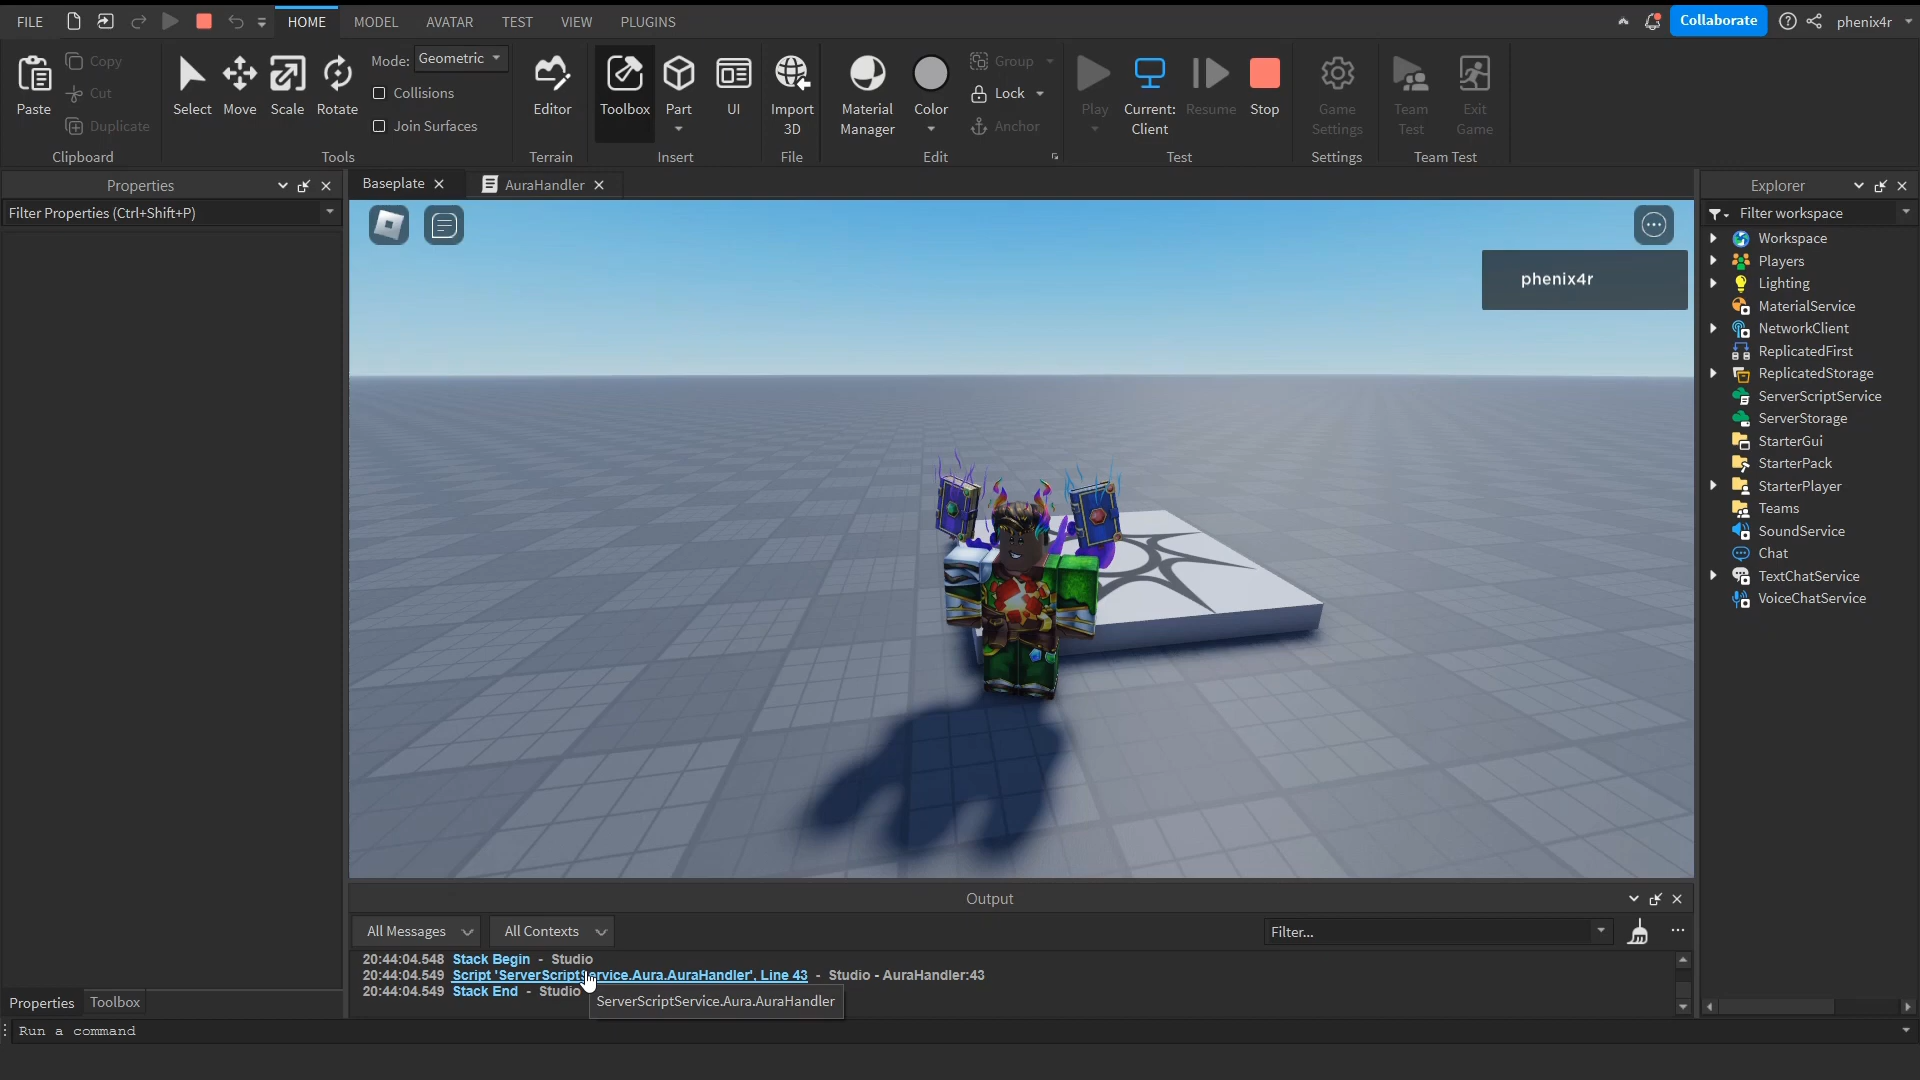 FILE
HOME
MODEL
AVATAR
TEST
VIEW
PLUGINS
Collaborate
phenix4r
Paste
Copy
Cut
Duplicate
Clipboard
Select
Move
Scale
Rotate
Mode: Geometric
Collisions
Join Surfaces
Tools
Editor
Terrain
Toolbox
Part
UI
Insert
Import
3D
File
Material
Manager
Color
Group
Lock
Anchor
Edit
Play
Current:
Client
Resume
Stop
Test
Game
Settings
Settings
Team
Test
Exit
Game
Team Test
Properties
Filter Properties (Ctrl+Shift+P)
Baseplate
AuraHandler
phenix4r
Explorer
Filter workspace
Workspace
Players
Lighting
MaterialService
NetworkClient
ReplicatedFirst
ReplicatedStorage
ServerScriptService
ServerStorage
StarterGui
StarterPack
StarterPlayer
Teams
SoundService
Chat
TextChatService
VoiceChatService
Output
All Messages
All Contexts
Filter...
20:44:04.548 Stack Begin - Studio
20:44:04.549 Script 'ServerScriptService.Aura.AuraHandler', Line 43 - Studio - AuraHandler:43
20:44:04.549 Stack End - Studio
ServerScriptService.Aura.AuraHandler
Properties
Toolbox
Run a command